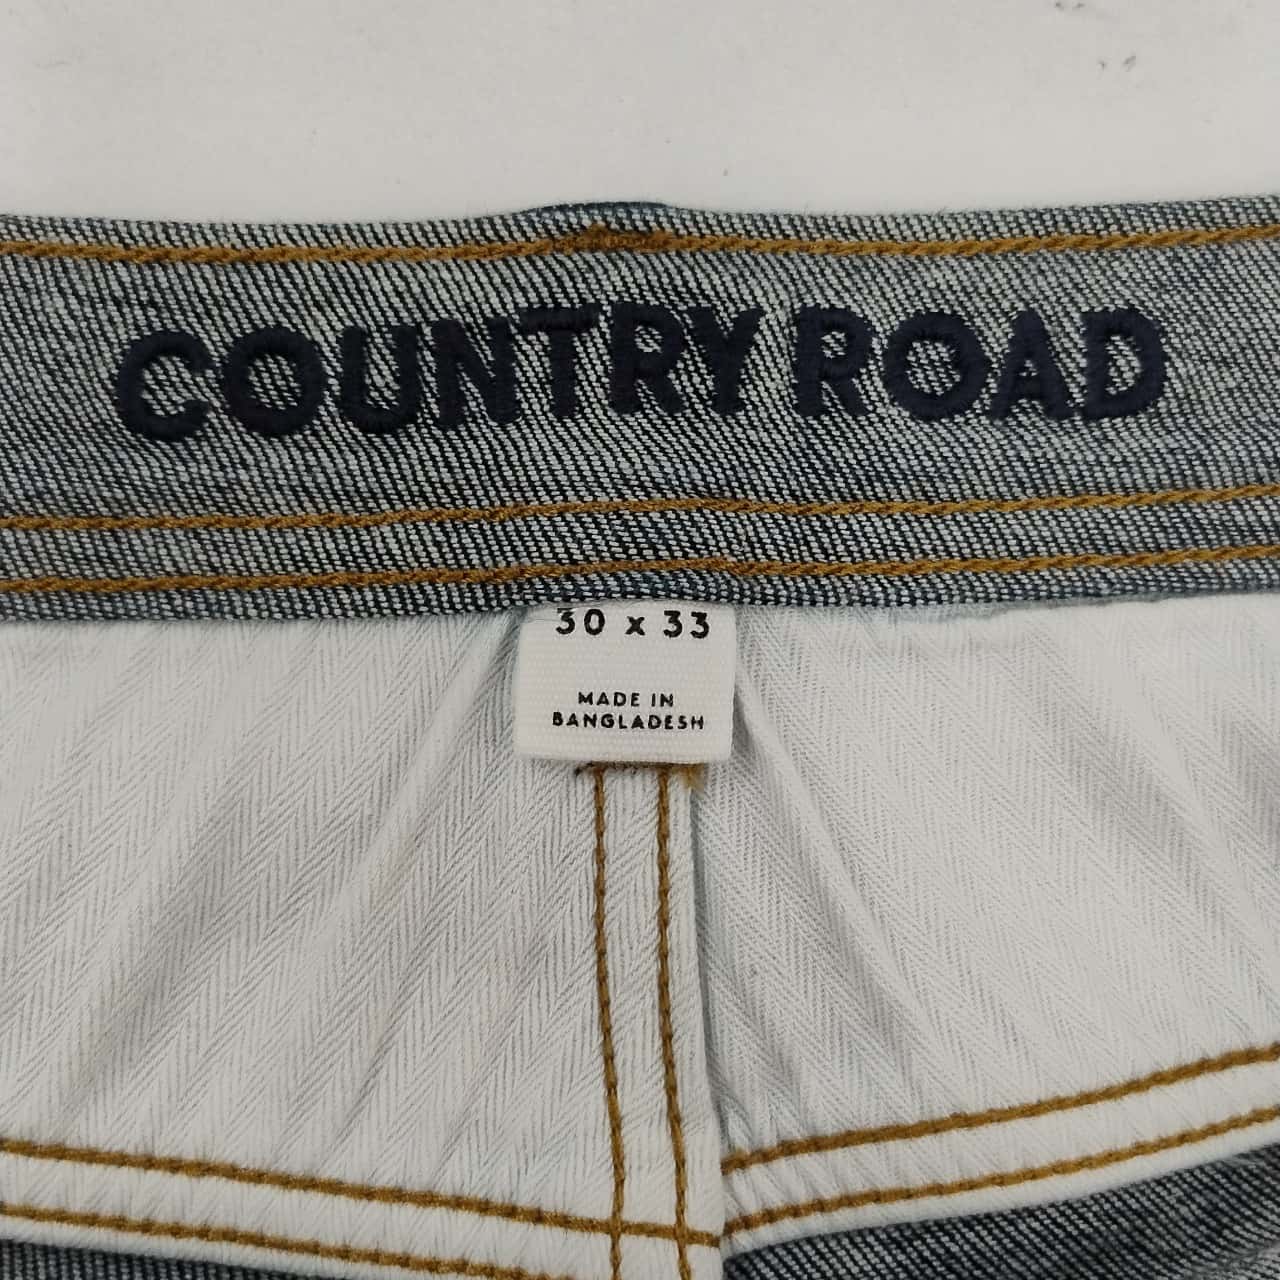 COUNTRY ROAD
30 x 33
MADE IN
BANGLADESH